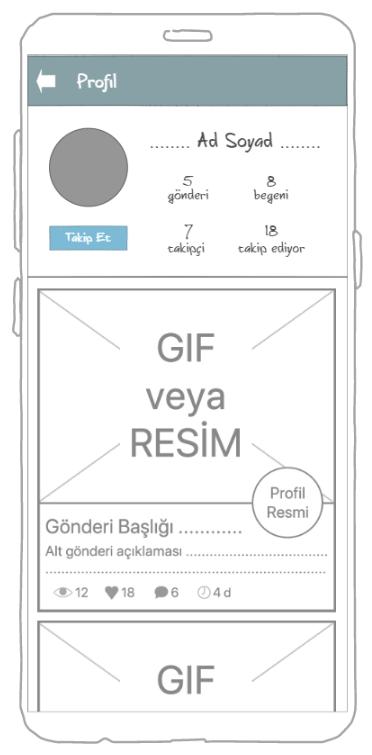 Profil
........ Ad Soyad ........
5 8
gönderi begeni
Takip Et
7 18
takipçi takip ediyor
GIF
veya
RESİM
Profil
Resmi
Gönderi Başlığı ............
Alt gönderi açıklaması ....................................
........................................................................
12 18 6 4 d
GIF